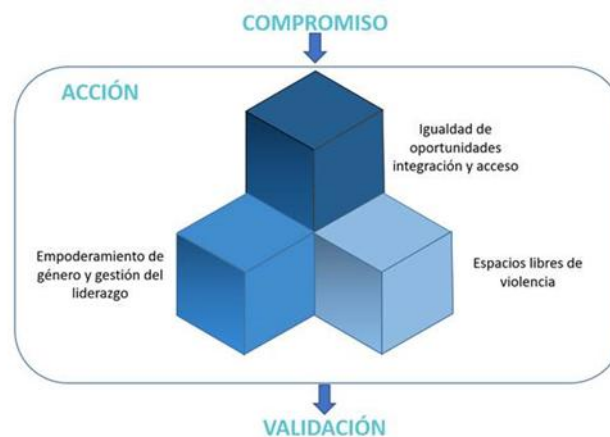 COMPROMISO
ACCIÓN
Igualdad de
oportunidades
integración y acceso
Empoderamiento de
género y gestión del
liderazgo
Espacios libres de
violencia
VALIDACIÓN